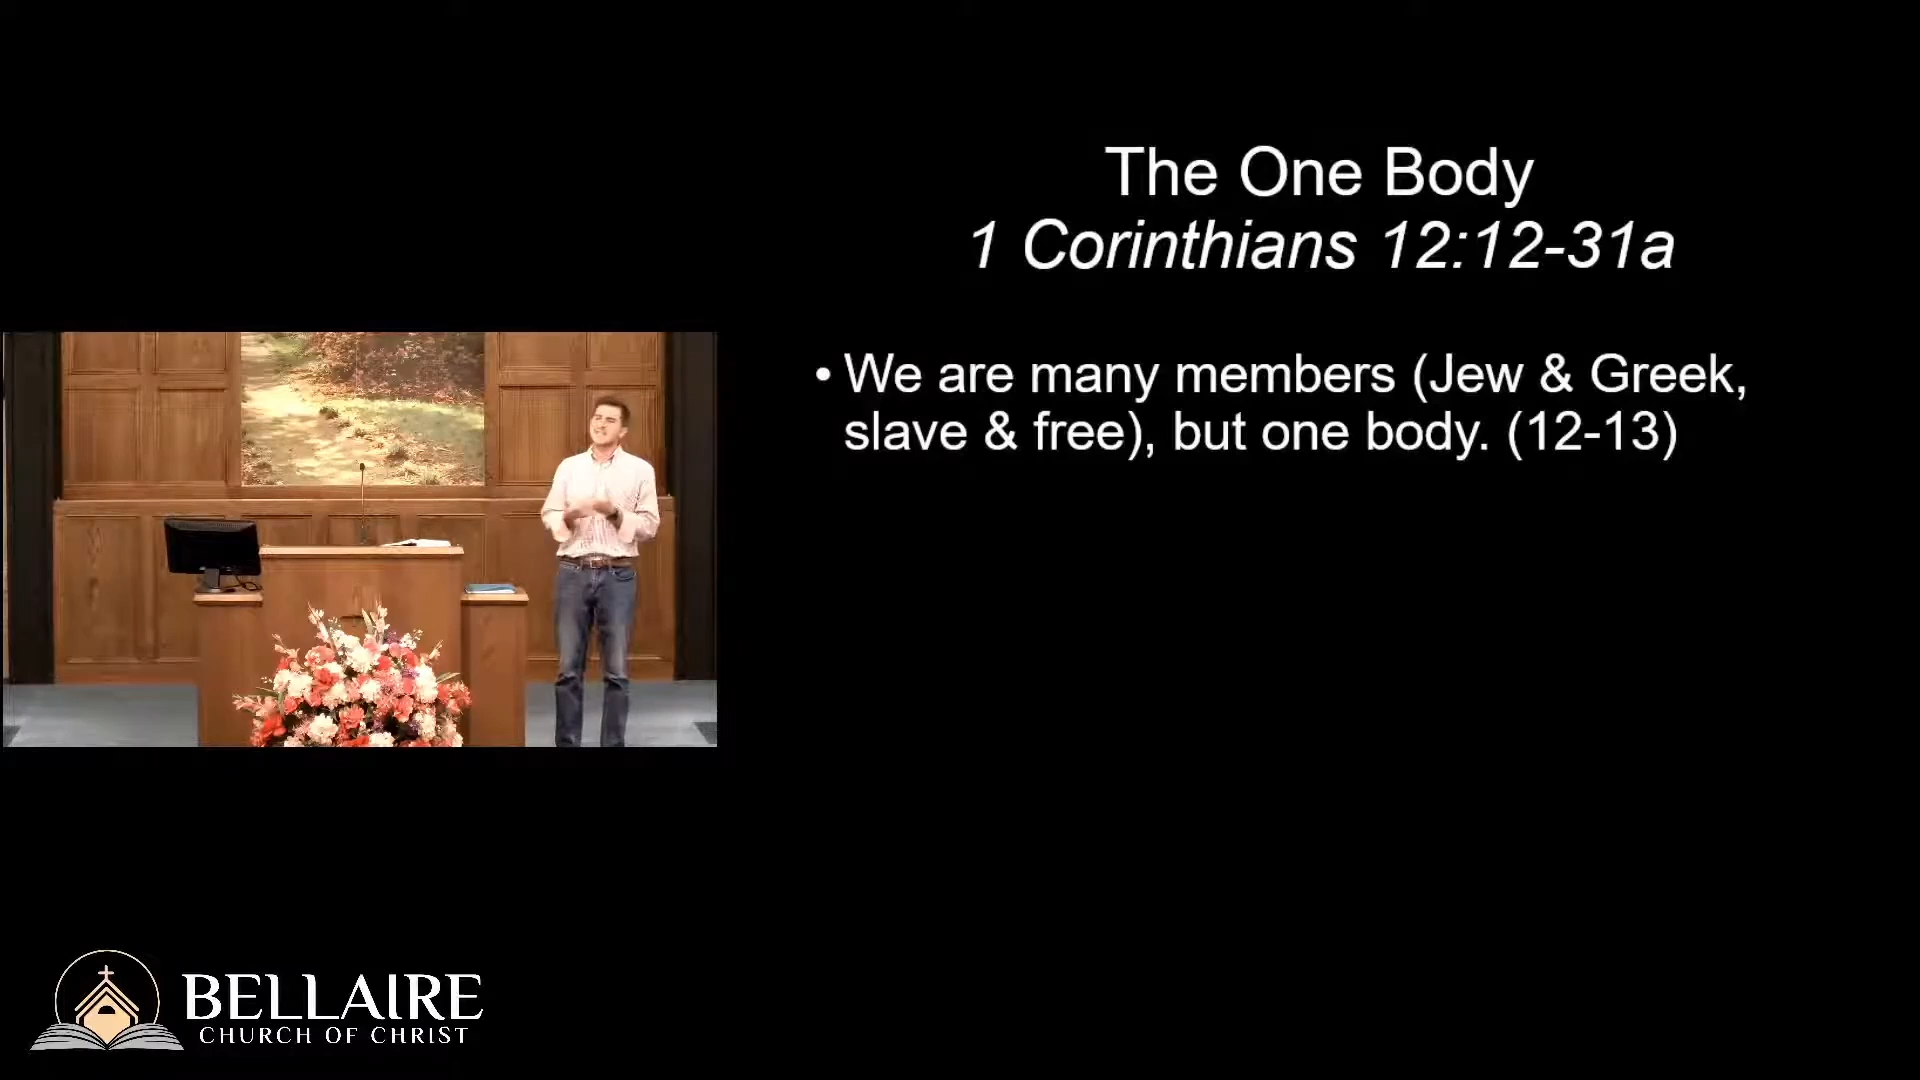 The One Body
1 Corinthians 12:12-31a
• We are many members (Jew & Greek,
slave & free), but one body. (12-13)
BELLAIRE
CHURCH OF CHRIST